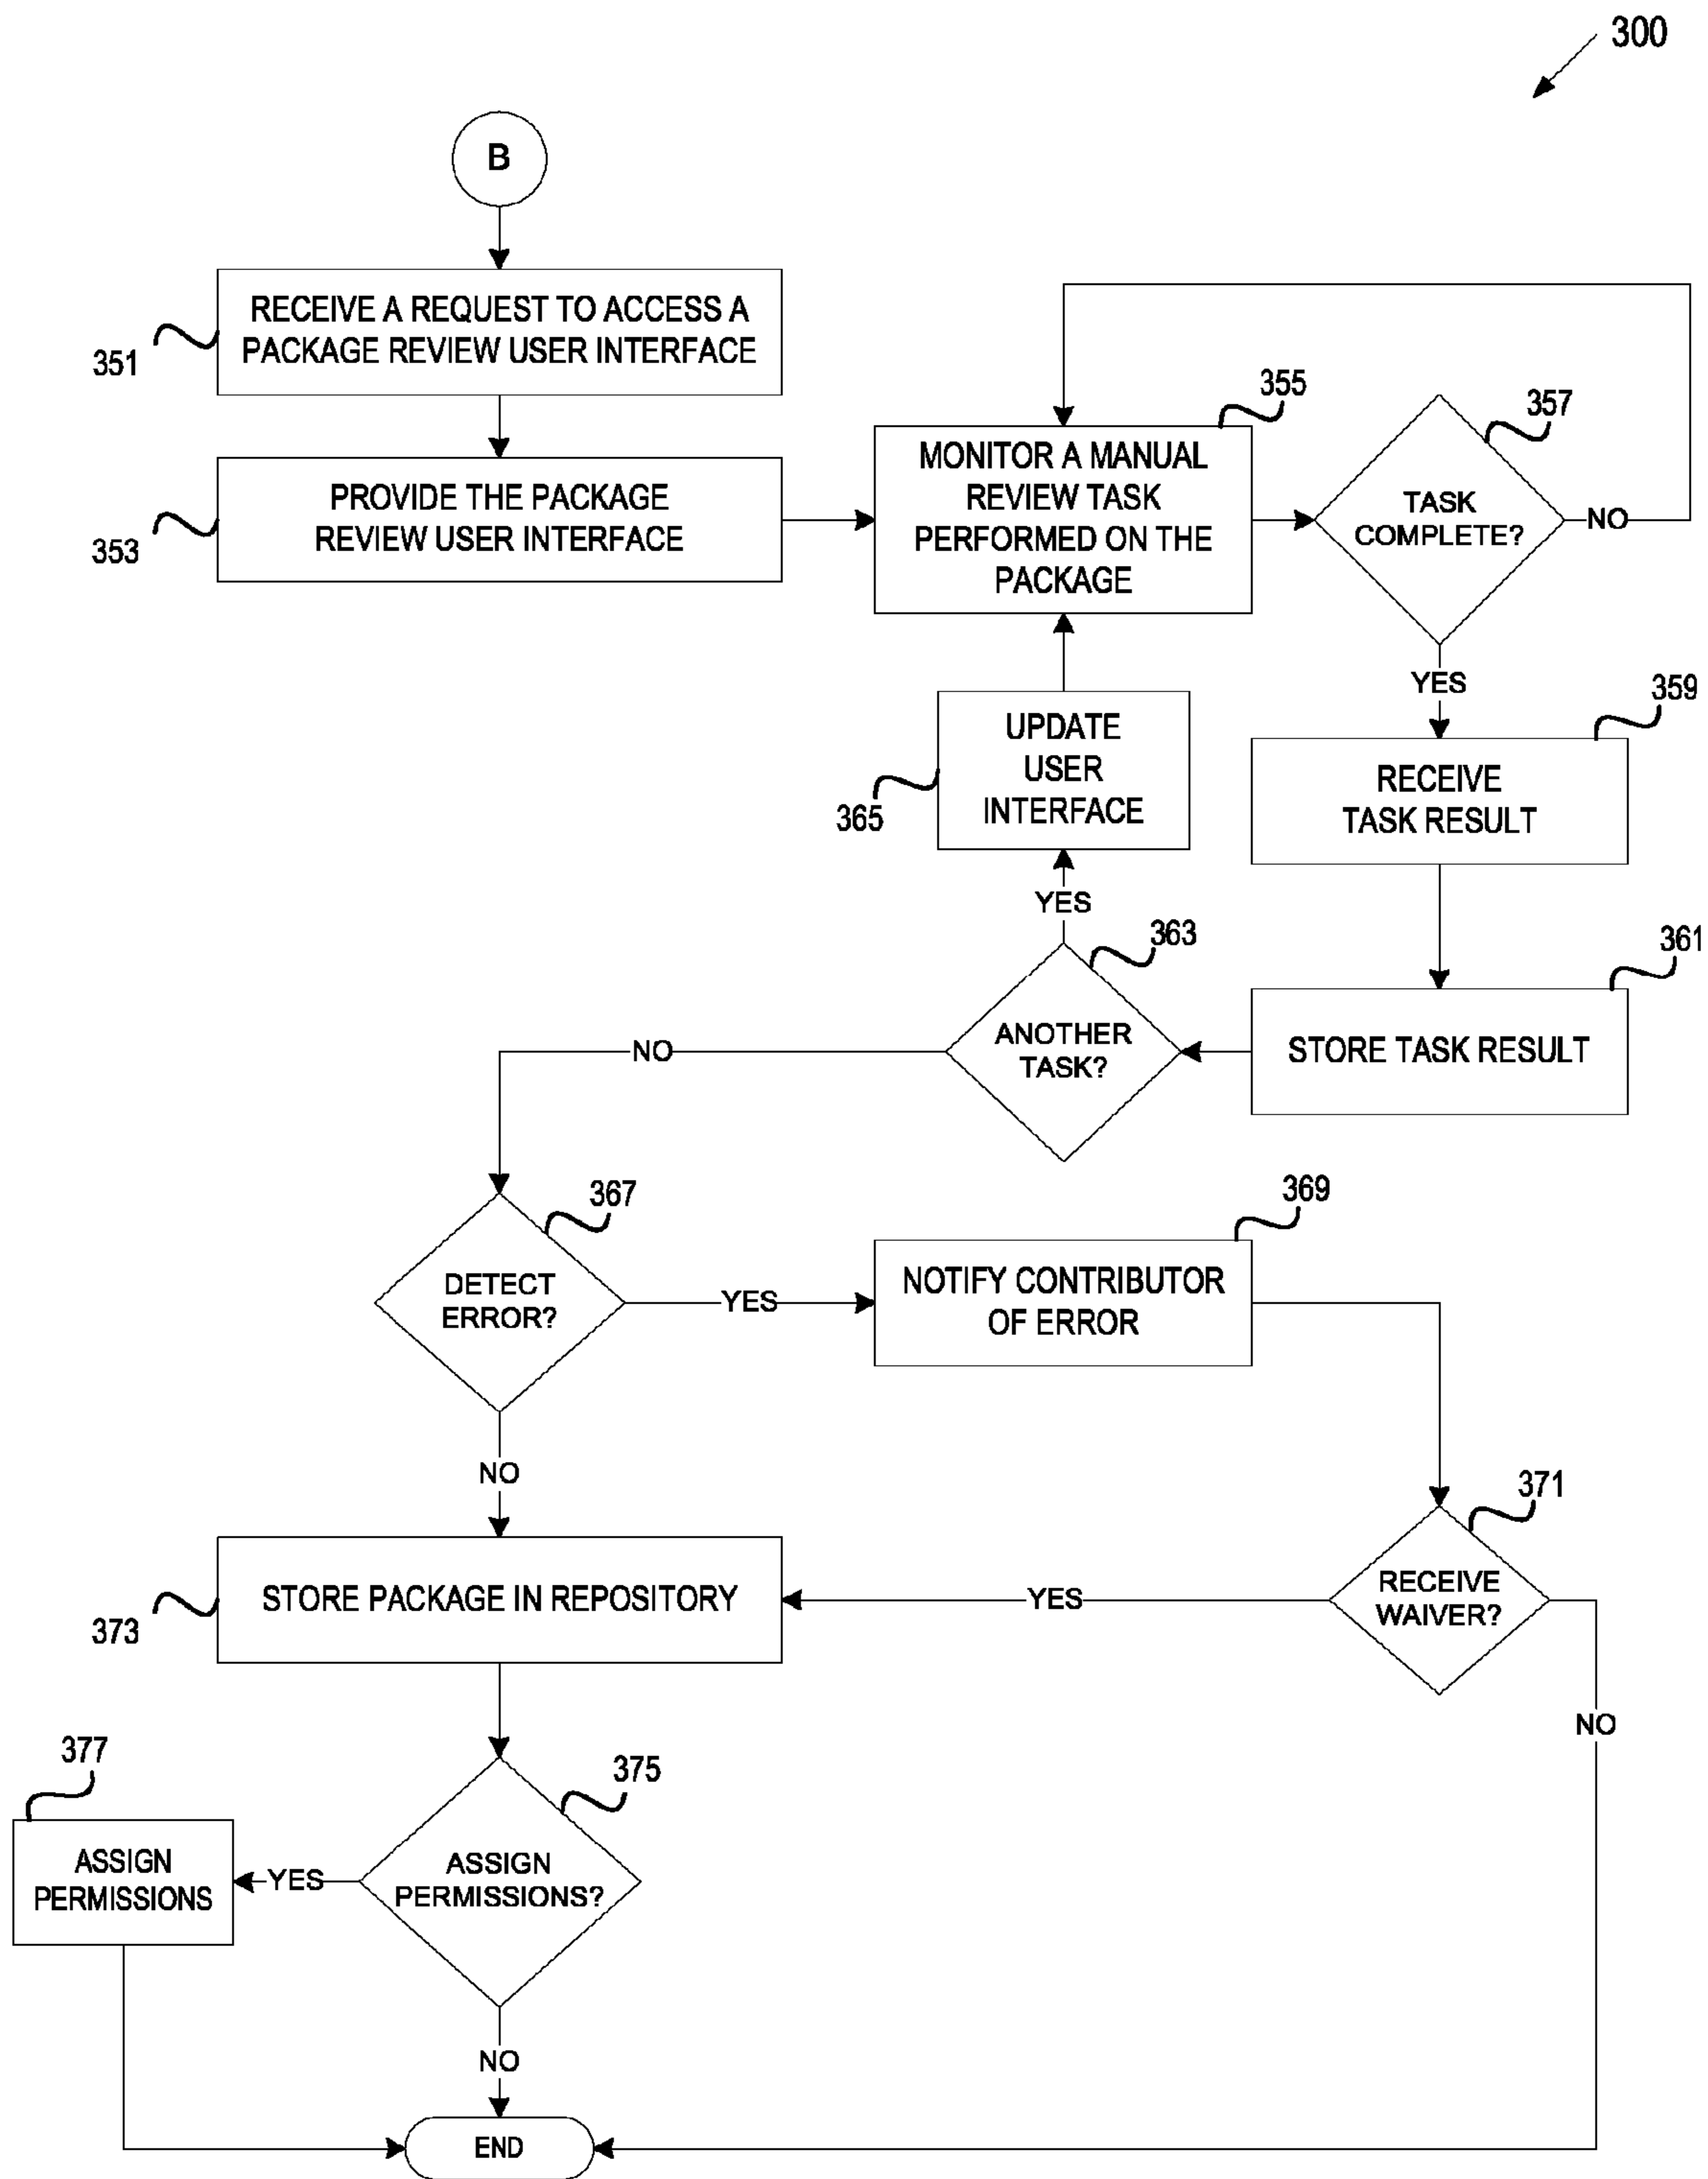 300
B
RECEIVE A REQUEST TO ACCESS A
PACKAGE REVIEW USER INTERFACE
351
PROVIDE THE PACKAGE
REVIEW USER INTERFACE
353
355
MONITOR A MANUAL
REVIEW TASK
PERFORMED ON THE
PACKAGE
357
TASK
COMPLETE?
NO
YES
359
RECEIVE
TASK RESULT
361
STORE TASK RESULT
363
ANOTHER
TASK?
YES
UPDATE
USER
INTERFACE
365
NO
367
DETECT
ERROR?
YES
369
NOTIFY CONTRIBUTOR
OF ERROR
371
RECEIVE
WAIVER?
YES
NO
NO
STORE PACKAGE IN REPOSITORY
373
375
ASSIGN
PERMISSIONS?
YES
377
ASSIGN
PERMISSIONS
NO
END